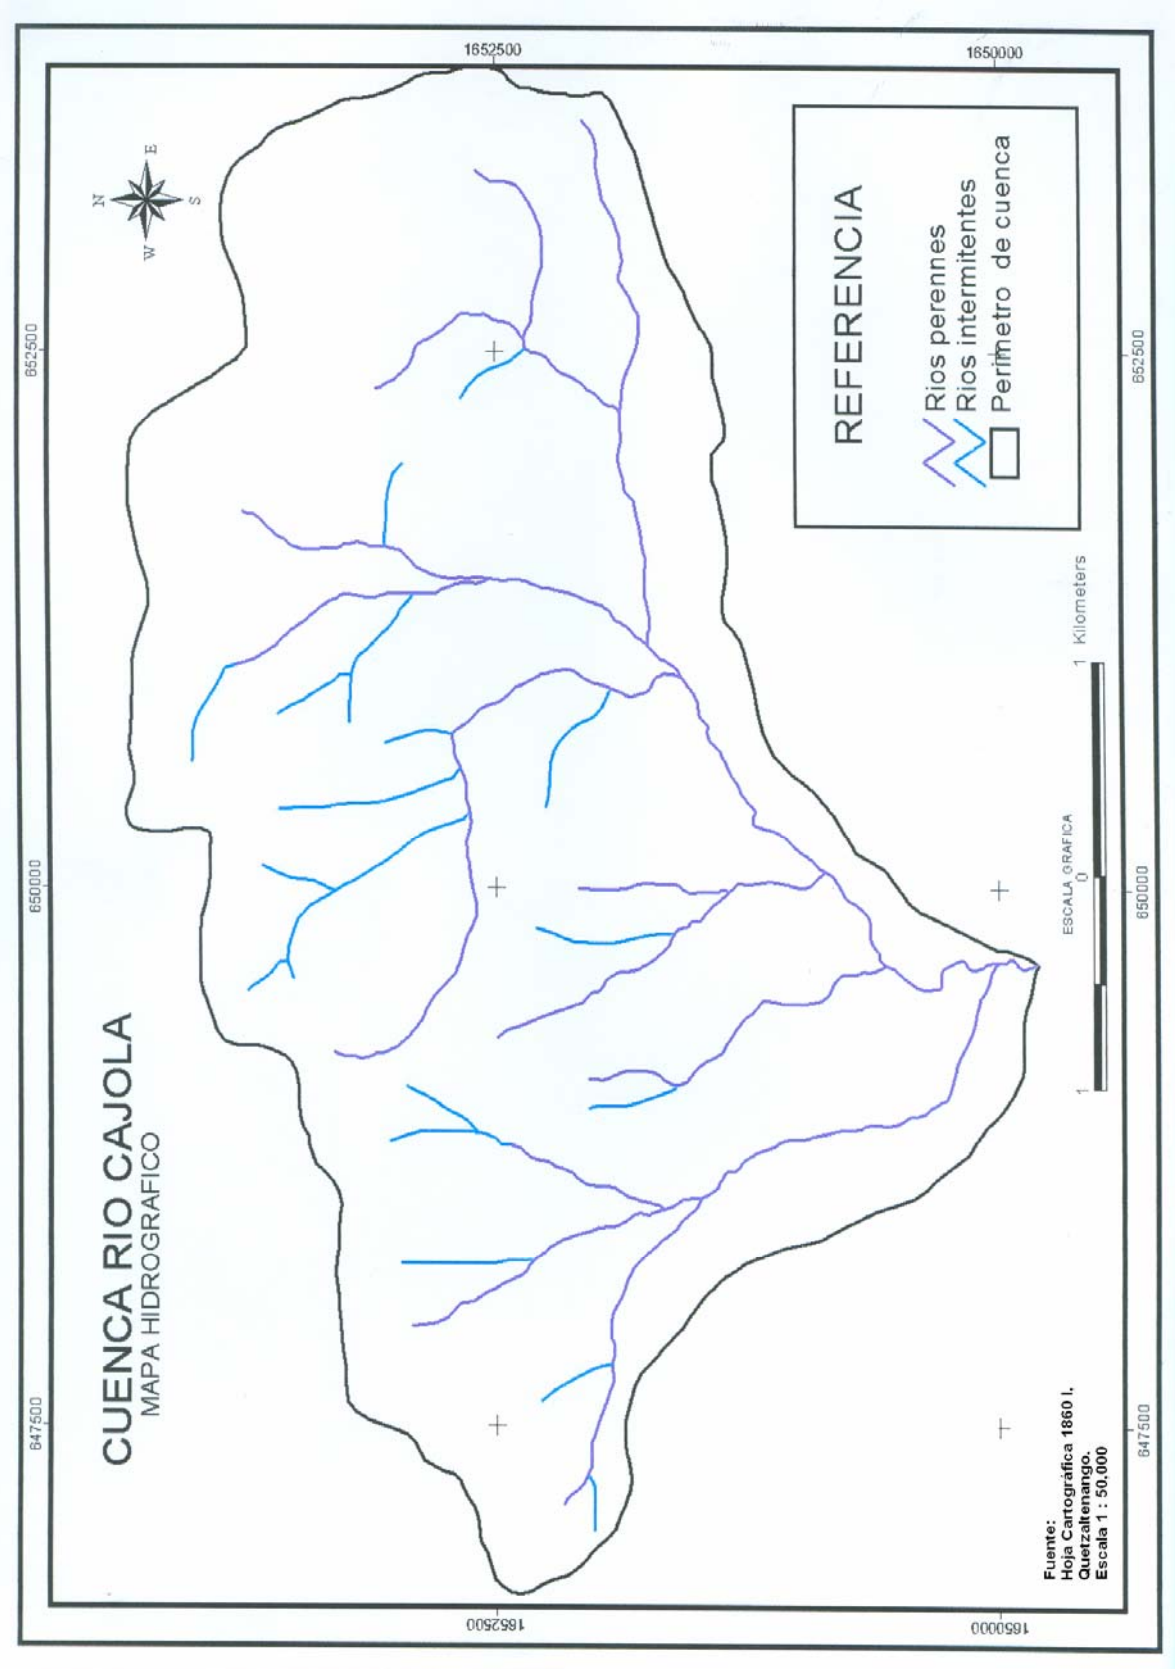 CUENCA RIO CAJOLA
MAPA HIDROGRAFICO
N
E
S
W
647500
650000
652500
1652500
1650000
1652500
1650000
647500
650000
652500
REFERENCIA
Rios perennes
Rios intermitentes
Perimetro de cuenca
ESCALA GRAFICA
1 0 1 Kilometers
Fuente:
Hoja Cartográfica 1860 I.
Quetzaltenango.
Escala 1 : 50,000